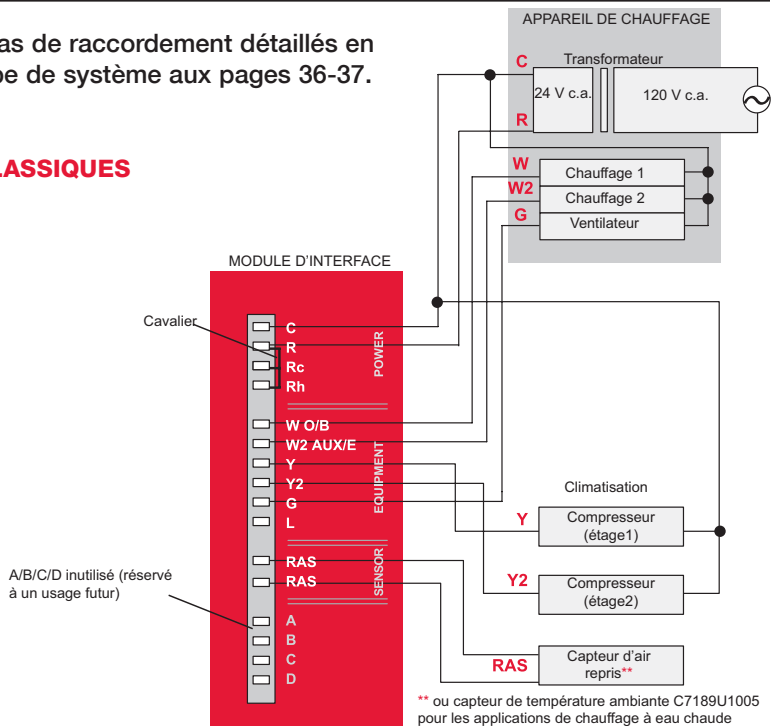 as de raccordement détaillés en
pe de système aux pages 36-37.
LASSIQUES
APPAREIL DE CHAUFFAGE
C
Transformateur
24 V c.a.
120 V c.a.
R
W
Chauffage 1
W2
Chauffage 2
G
Ventilateur
MODULE D'INTERFACE
Cavalier
C
R
Rc
Rh
POWER
W O/B
W2 AUX/E
Y
Y2
G
L
EQUIPMENT
Climatisation
Y
Compresseur
(étage1)
Y2
Compresseur
(étage2)
RAS
RAS
SENSOR
A/B/C/D inutilisé (réservé
à un usage futur)
A
B
C
D
RAS
Capteur d'air
repris**
** ou capteur de température ambiante C7189U1005
pour les applications de chauffage à eau chaude